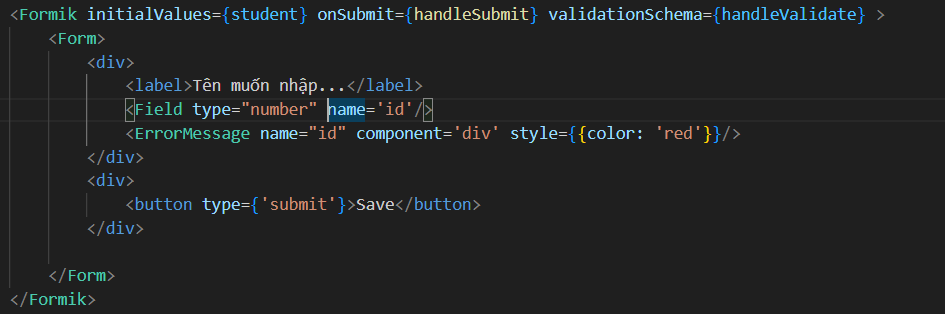 <Formik initialValues={student} onSubmit={handleSubmit} validationSchema={handleValidate} >
<Form>
<div>
<label>Tên muốn nhập...</label>
<Field type="number" name='id'/>
<ErrorMessage name="id" component='div' style={{color: 'red'}}/>
</div>
<div>
<button type={'submit'}>Save</button>
</div>
</Form>
</Formik>